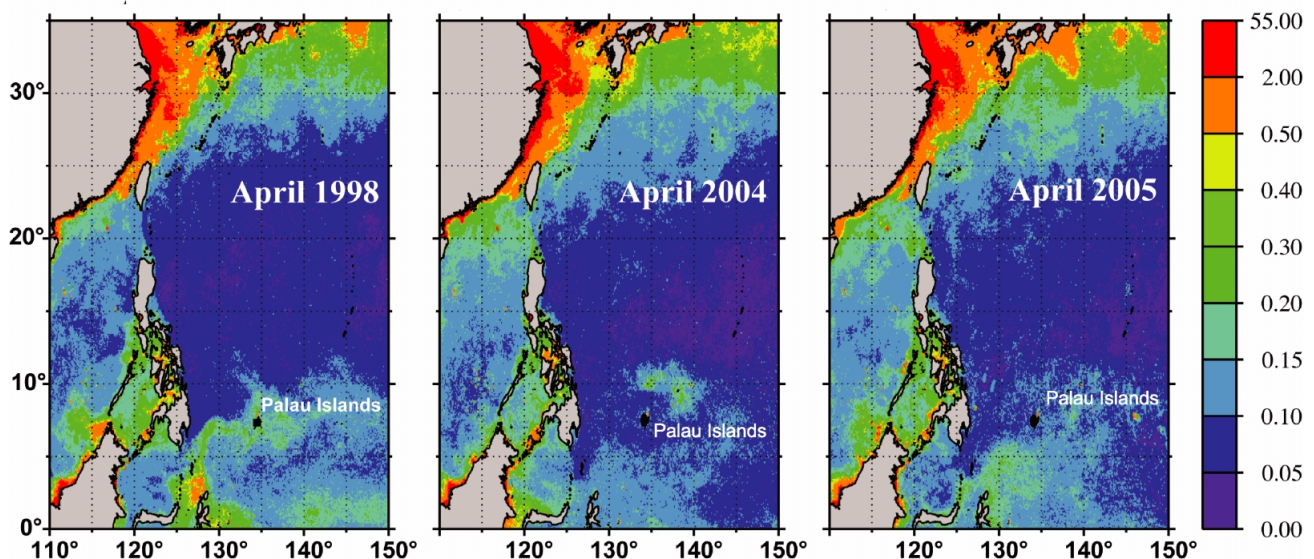 April 1998
Palau Islands
30°
20°
10°
0°
110° 120° 130° 140° 150°
April 2004
Palau Islands
120° 130° 140° 150°
April 2005
Palau Islands
120° 130° 140° 150°
55.00
2.00
0.50
0.40
0.30
0.20
0.15
0.10
0.05
0.00